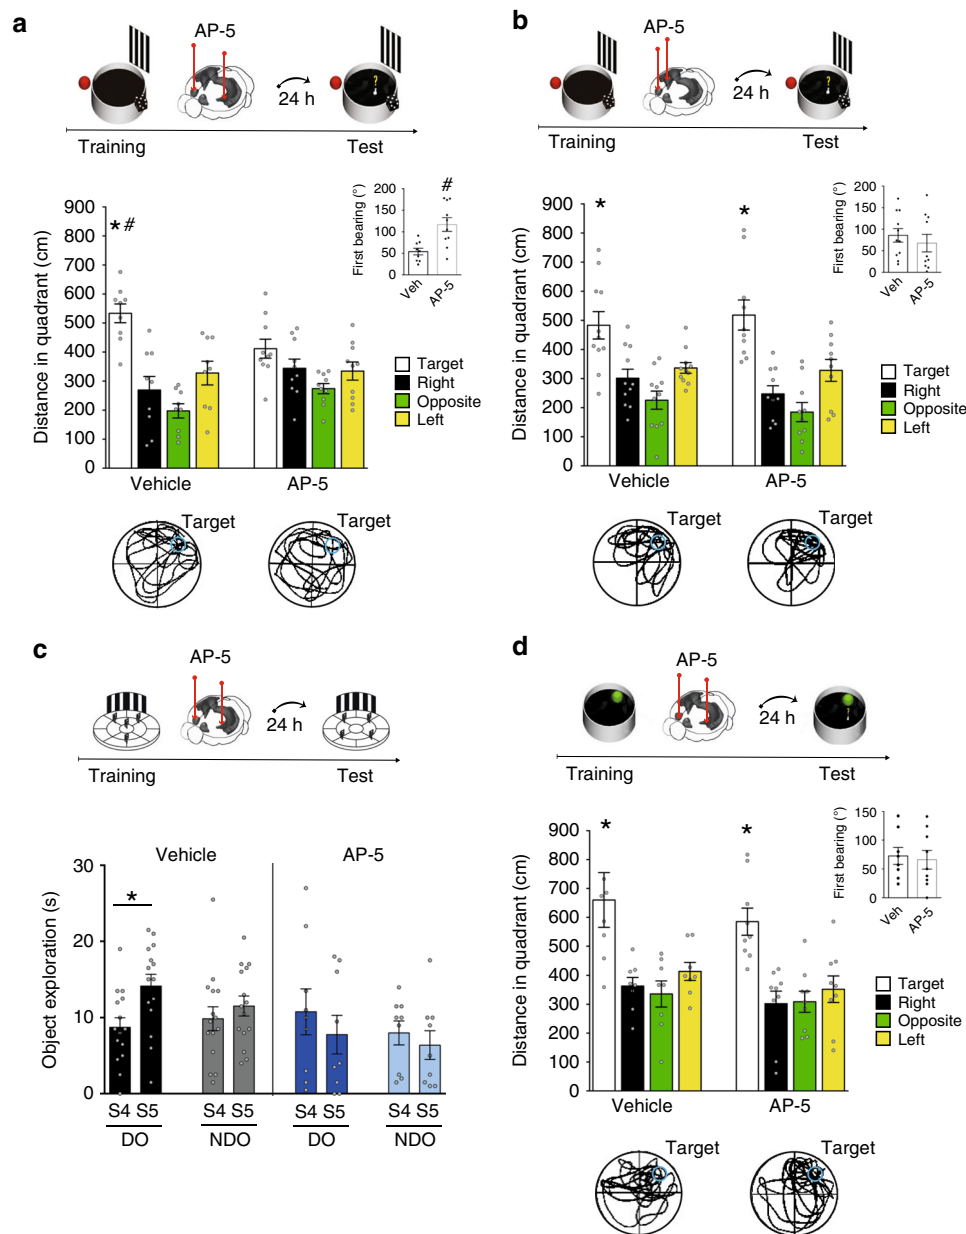 a
AP-5
24 h
Training
Test
Distance in quadrant (cm)
900
800
700
600
500
400
300
200
100
0
* #
Vehicle
AP-5
First bearing (°)
200
150
100
50
0
#
Veh
AP-5
Target
Right
Opposite
Left
Target
Target
b
AP-5
24 h
?
Training
Test
Distance in quadrant (cm)
900
800
700
600
500
400
300
200
100
0
*
*
Vehicle
AP-5
First bearing (°)
200
150
100
50
0
Veh
AP-5
Target
Right
Opposite
Left
Target
Target
c
AP-5
24 h
Training
Test
Vehicle
AP-5
Object exploration (s)
30
20
10
0
*
S4 S5
S4 S5
S4 S5
S4 S5
DO
NDO
DO
NDO
d
AP-5
24 h
Training
Test
Distance in quadrant (cm)
900
800
700
600
500
400
300
200
100
0
*
*
Vehicle
AP-5
First bearing (°)
150
100
50
0
Veh
AP-5
Target
Right
Opposite
Left
Target
Target